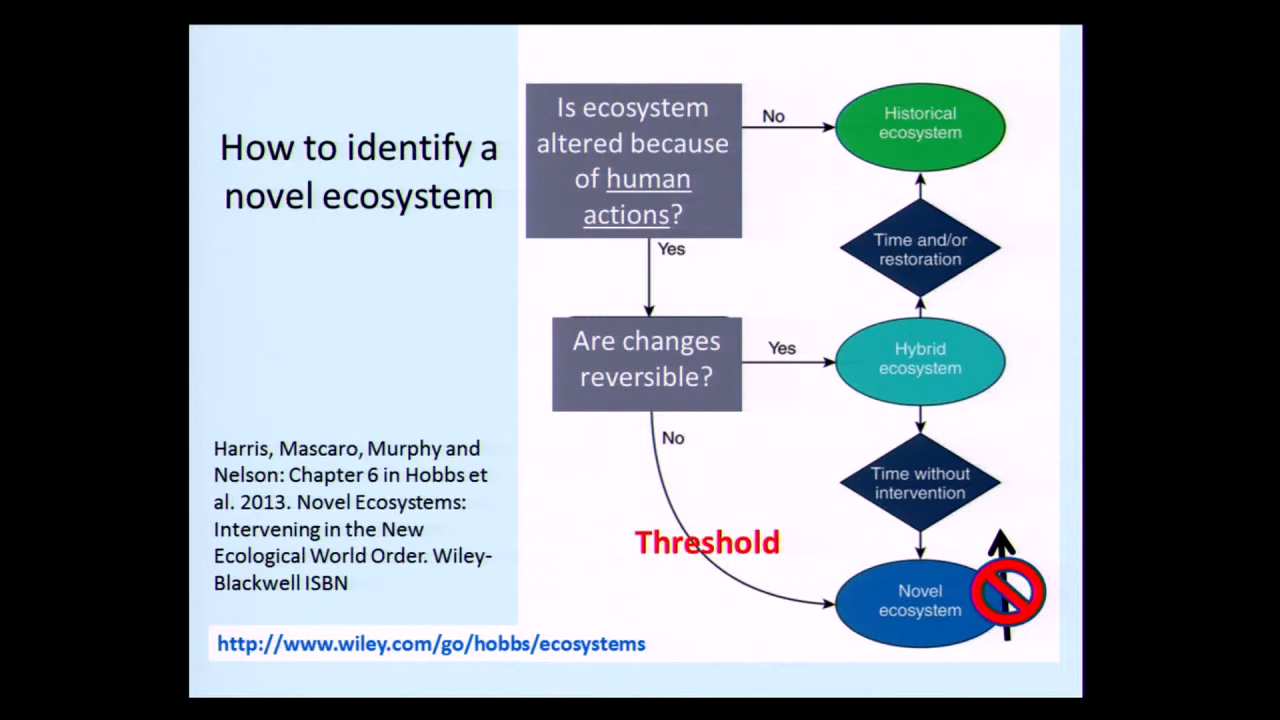 How to identify a
novel ecosystem
Is ecosystem
altered because
of human
actions?
No
Historical
ecosystem
Yes
Time and/or
restoration
Are changes
reversible?
Yes
Hybrid
ecosystem
No
Time without
intervention
Threshold
Novel
ecosystem
Harris, Mascaro, Murphy and
Nelson: Chapter 6 in Hobbs et
al. 2013. Novel Ecosystems:
Intervening in the New
Ecological World Order. Wiley-
Blackwell ISBN
http://www.wiley.com/go/hobbs/ecosystems